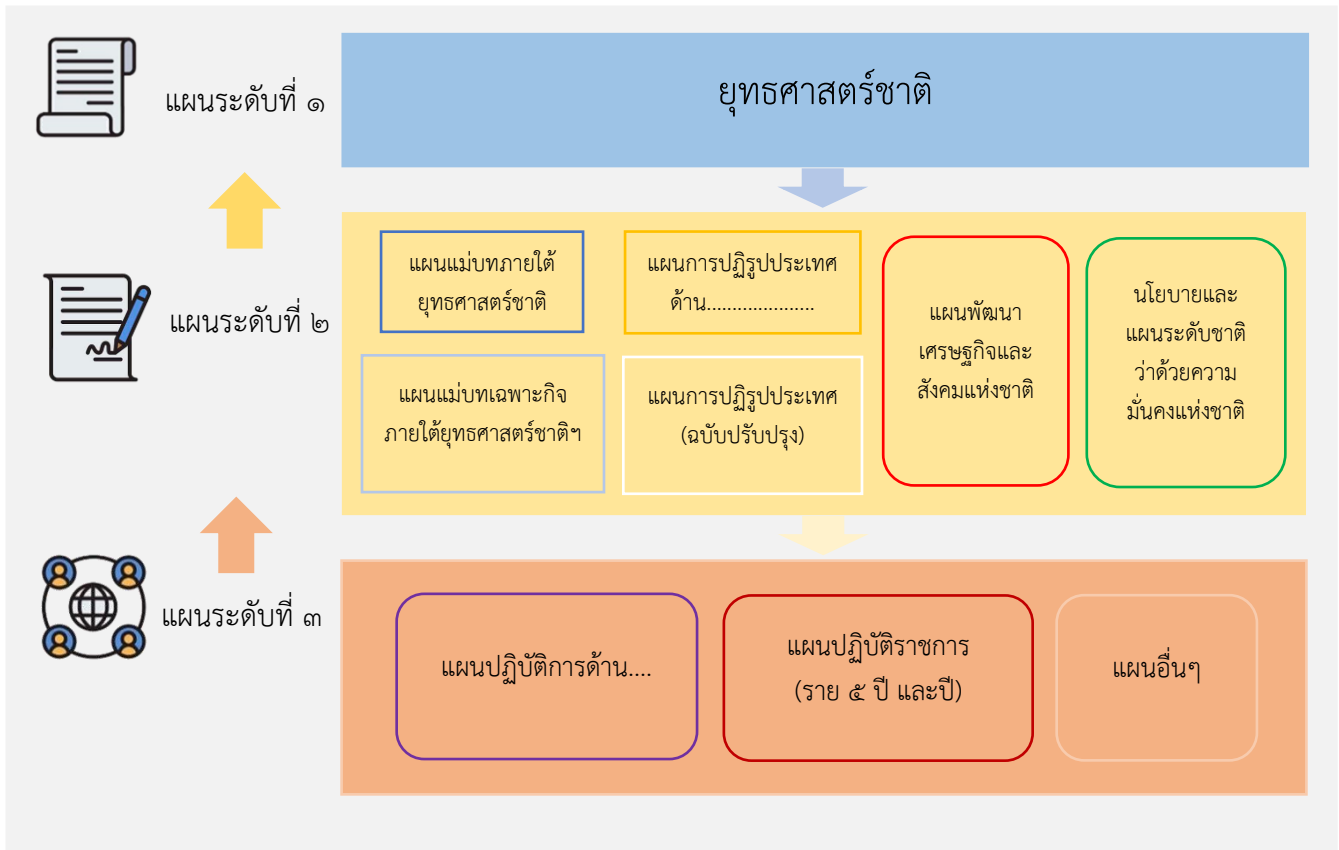 แผนระดับที่ ๑
ยุทธศาสตร์ชาติ
แผนระดับที่ ๒
แผนแม่บทภายใต้
ยุทธศาสตร์ชาติ
แผนการปฏิรูปประเทศ
ด้าน....................
แผนแม่บทเฉพาะกิจ
ภายใต้ยุทธศาสตร์ชาติฯ
แผนการปฏิรูปประเทศ
(ฉบับปรับปรุง)
แผนพัฒนา
เศรษฐกิจและ
สังคมแห่งชาติ
นโยบายและ
แผนระดับชาติ
ว่าด้วยความ
มั่นคงแห่งชาติ
แผนระดับที่ ๓
แผนปฏิบัติการด้าน....
แผนปฏิบัติราชการ
(ราย ๕ ปี และปี)
แผนอื่นๆ